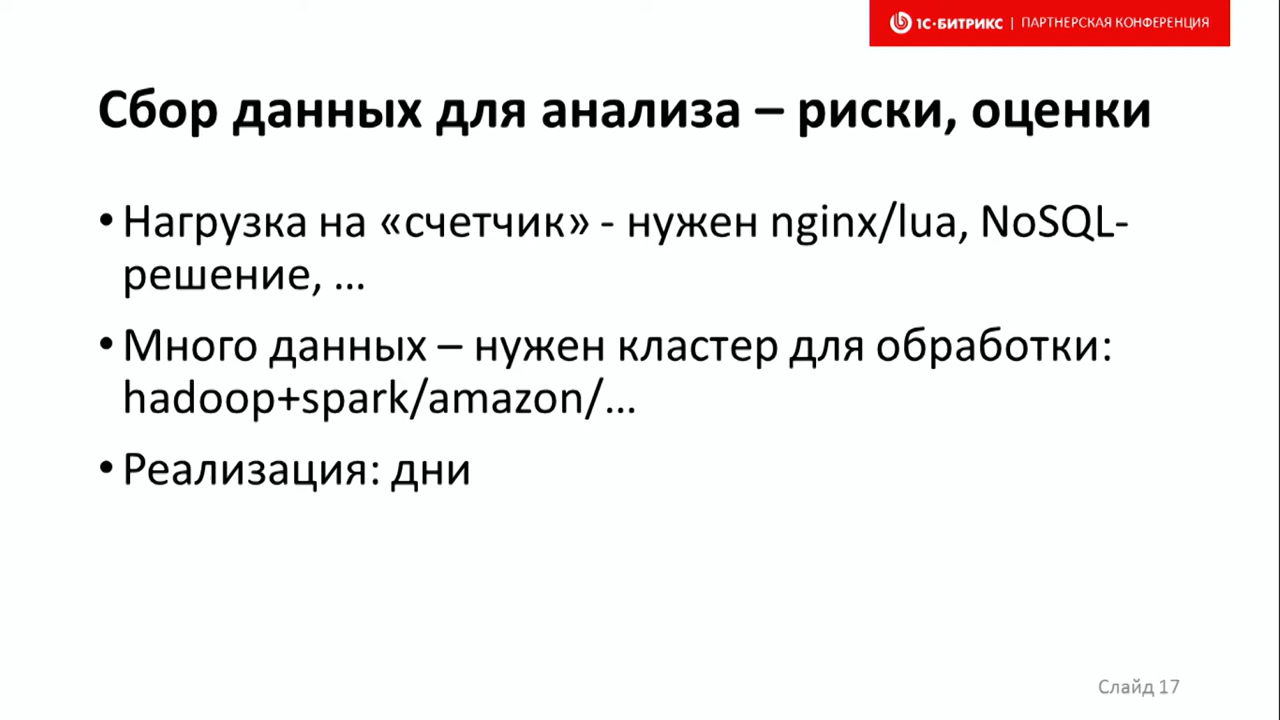 1С-БИТРИКС | ПАРТНЕРСКАЯ КОНФЕРЕНЦИЯ
Сбор данных для анализа – риски, оценки
• Нагрузка на «счетчик» - нужен nginx/lua, NoSQL-
решение, ...
• Много данных – нужен кластер для обработки:
hadoop+spark/amazon/...
• Реализация: дни
Слайд 17